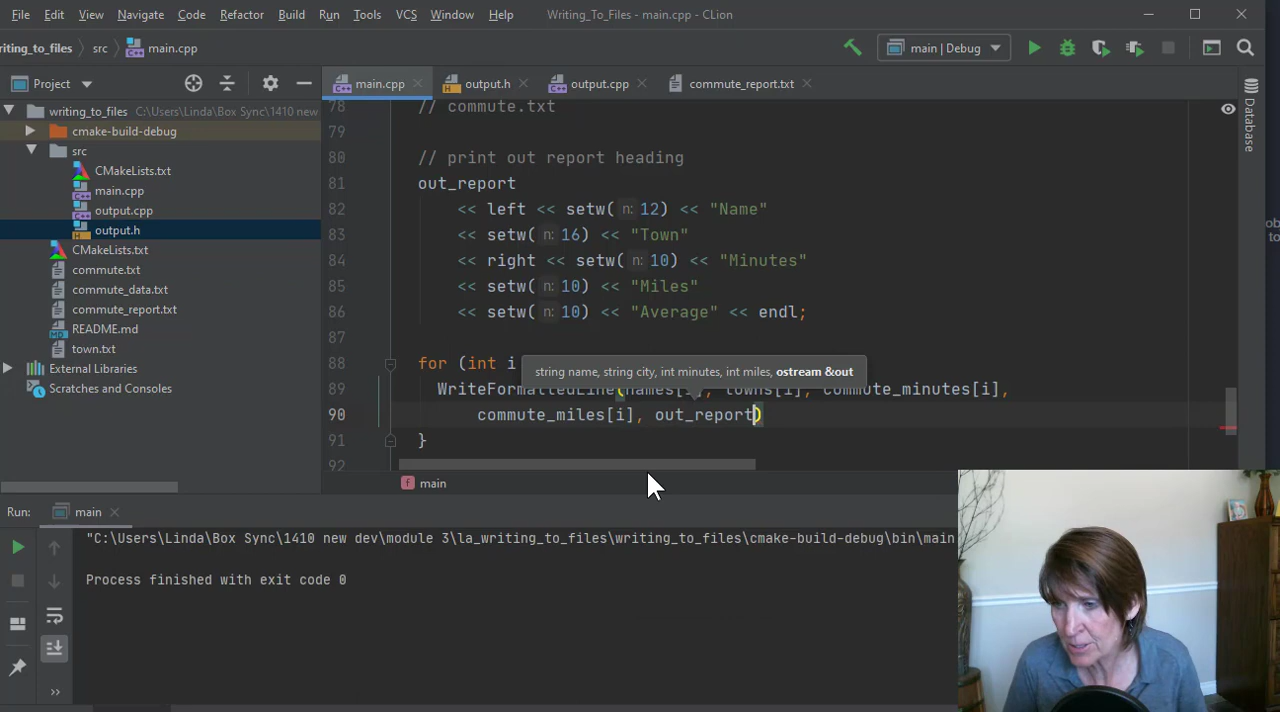 File Edit View Navigate Code Refactor Build Run Tools VCS Window Help Writing_To_Files - main.cpp - CLion
writing_to_files src main.cpp main | Debug
Project main.cpp output.h output.cpp commute_report.txt
writing_to_files C:\Users\Linda\Box Sync\1410 new
cmake-build-debug
src
CMakeLists.txt
main.cpp
output.cpp
output.h
CMakeLists.txt
commute.txt
commute_data.txt
commute_report.txt
README.md
town.txt
External Libraries
Scratches and Consoles
78 // commute.txt
79
80 // print out report heading
81 out_report
82 << left << setw( n: 12) << "Name"
83 << setw( n: 16) << "Town"
84 << right << setw( n: 10) << "Minutes"
85 << setw( n: 10) << "Miles"
86 << setw( n: 10) << "Average" << endl;
87
88 for (int i
string name, string city, int minutes, int miles, ostream &out
89 WriteFormattedLine(names[i], towns[i], commute_minutes[i],
90 commute_miles[i], out_report)
91 }
92
main
Database
Run: main
"C:\Users\Linda\Box Sync\1410 new dev\module 3\la_writing_to_files\writing_to_files\cmake-build-debug\bin\main
Process finished with exit code 0